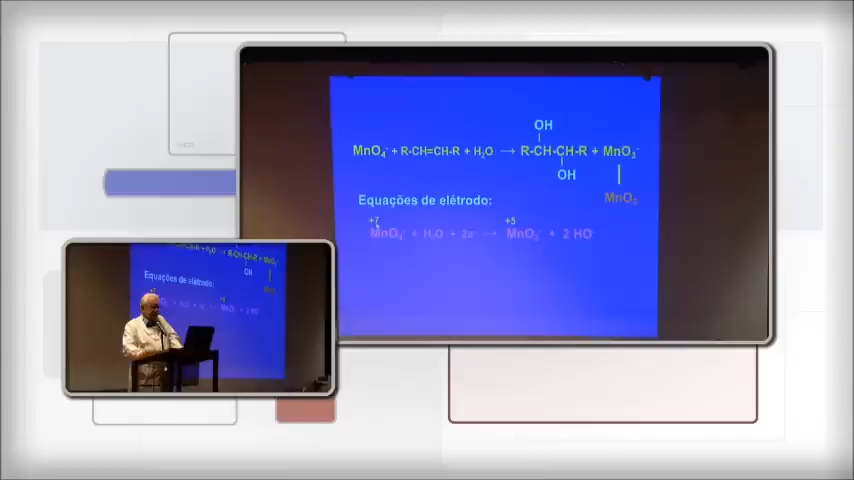 OH
MnO₄⁻ + R-CH=CH-R + H₂O → R-CH-CH-R + MnO₃⁻
OH
MnO₂
Equações de elétrodo:
+7 +5
MnO₄⁻ + H₂O + 2e⁻ → MnO₃⁻ + 2 HO⁻
OH
Equações de elétrodo: